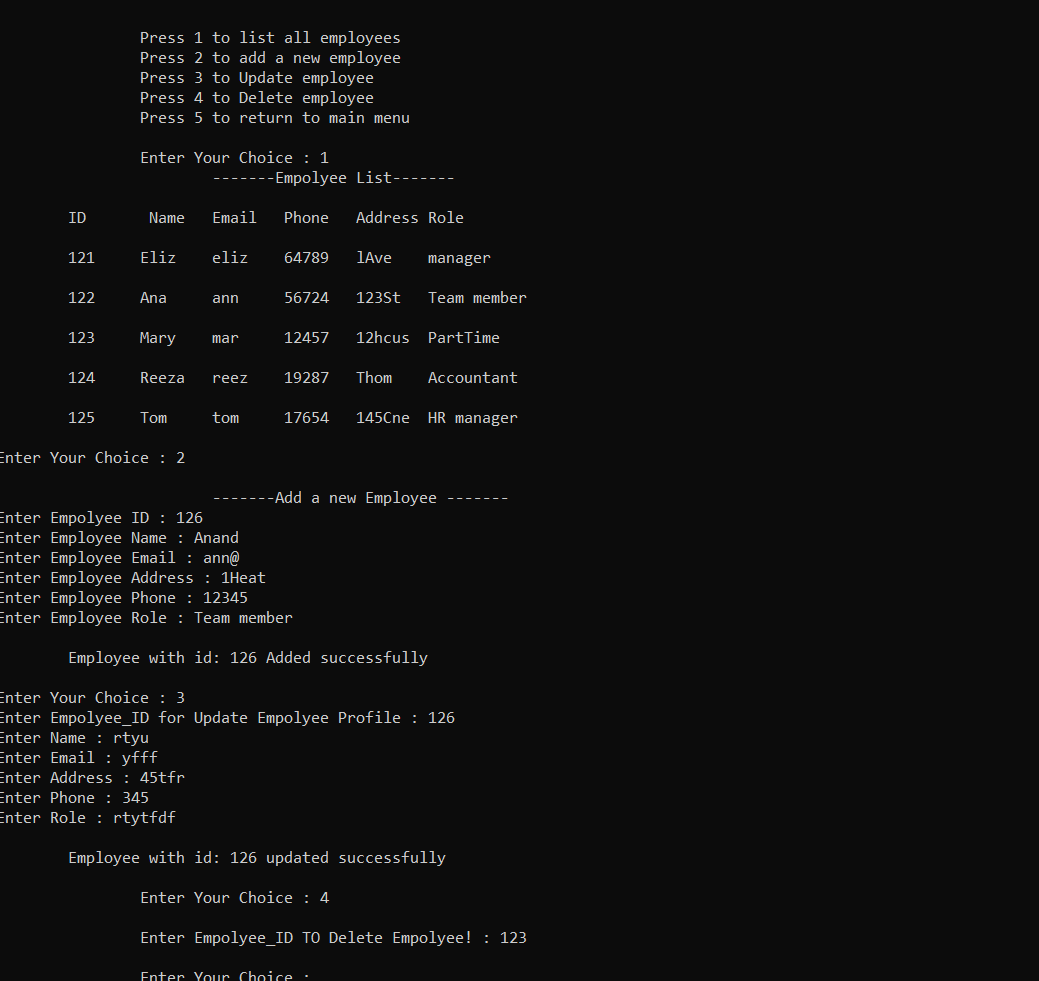 Press 1 to list all employees
Press 2 to add a new employee
Press 3 to Update employee
Press 4 to Delete employee
Press 5 to return to main menu
Enter Your Choice : 1
-------Empolyee List-------
ID Name Email Phone Address Role
121 Eliz eliz 64789 lAve manager
122 Ana ann 56724 123St Team member
123 Mary mar 12457 12hcus PartTime
124 Reeza reez 19287 Thom Accountant
125 Tom tom 17654 145Cne HR manager
Enter Your Choice : 2
-------Add a new Employee -------
Enter Empolyee ID : 126
Enter Employee Name : Anand
Enter Employee Email : ann@
Enter Employee Address : 1Heat
Enter Employee Phone : 12345
Enter Employee Role : Team member
Employee with id: 126 Added successfully
Enter Your Choice : 3
Enter Empolyee_ID for Update Empolyee Profile : 126
Enter Name : rtyu
Enter Email : yfff
Enter Address : 45tfr
Enter Phone : 345
Enter Role : rtytfdf
Employee with id: 126 updated successfully
Enter Your Choice : 4
Enter Empolyee_ID TO Delete Empolyee! : 123
Enter Your Choice :